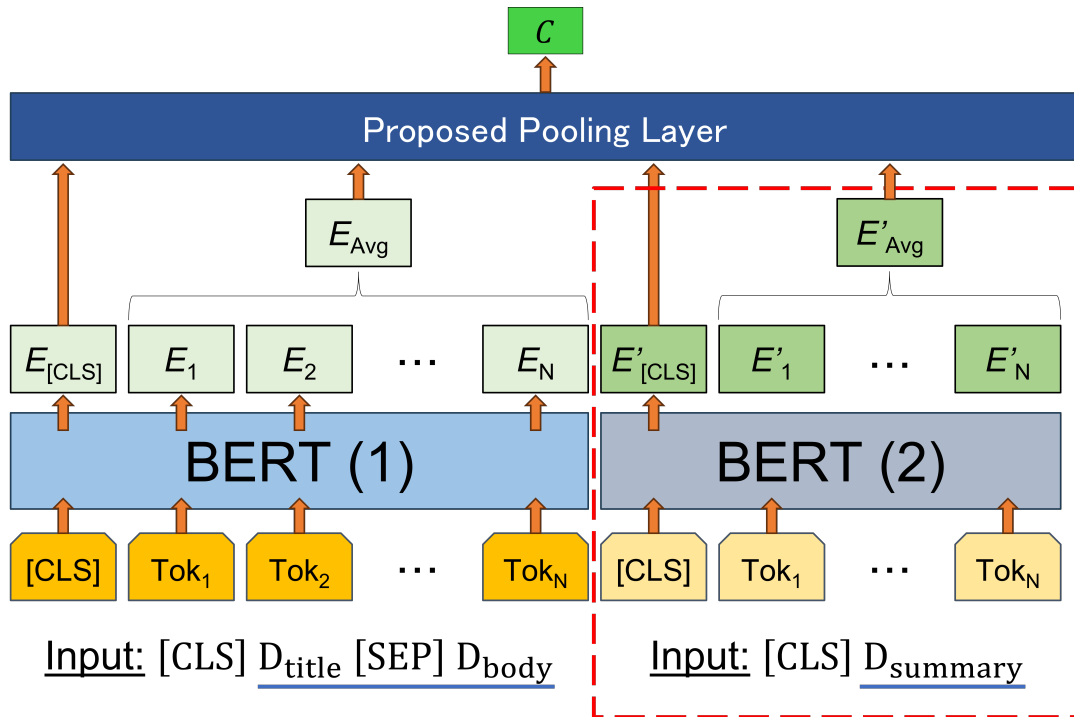 C
Proposed Pooling Layer
E_Avg E’_Avg
E_[CLS] E_1 E_2 ... E_N E’_[CLS] E’_1 ... E’_N
BERT (1) BERT (2)
[CLS] Tok_1 Tok_2 ... Tok_N [CLS] Tok_1 ... Tok_N
Input: [CLS] D_title [SEP] D_body Input: [CLS] D_summary